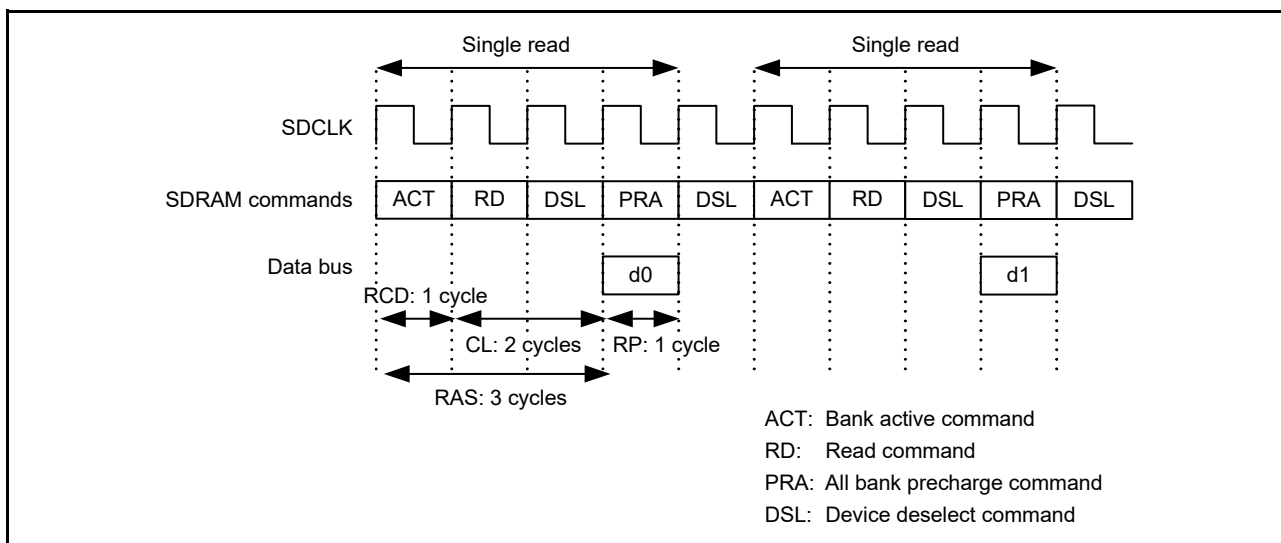 Single read Single read
SDCLK
SDRAM commands ACT RD DSL PRA DSL ACT RD DSL PRA DSL
Data bus d0 d1
RCD: 1 cycle
CL: 2 cycles RP: 1 cycle
RAS: 3 cycles
ACT: Bank active command
RD: Read command
PRA: All bank precharge command
DSL: Device deselect command